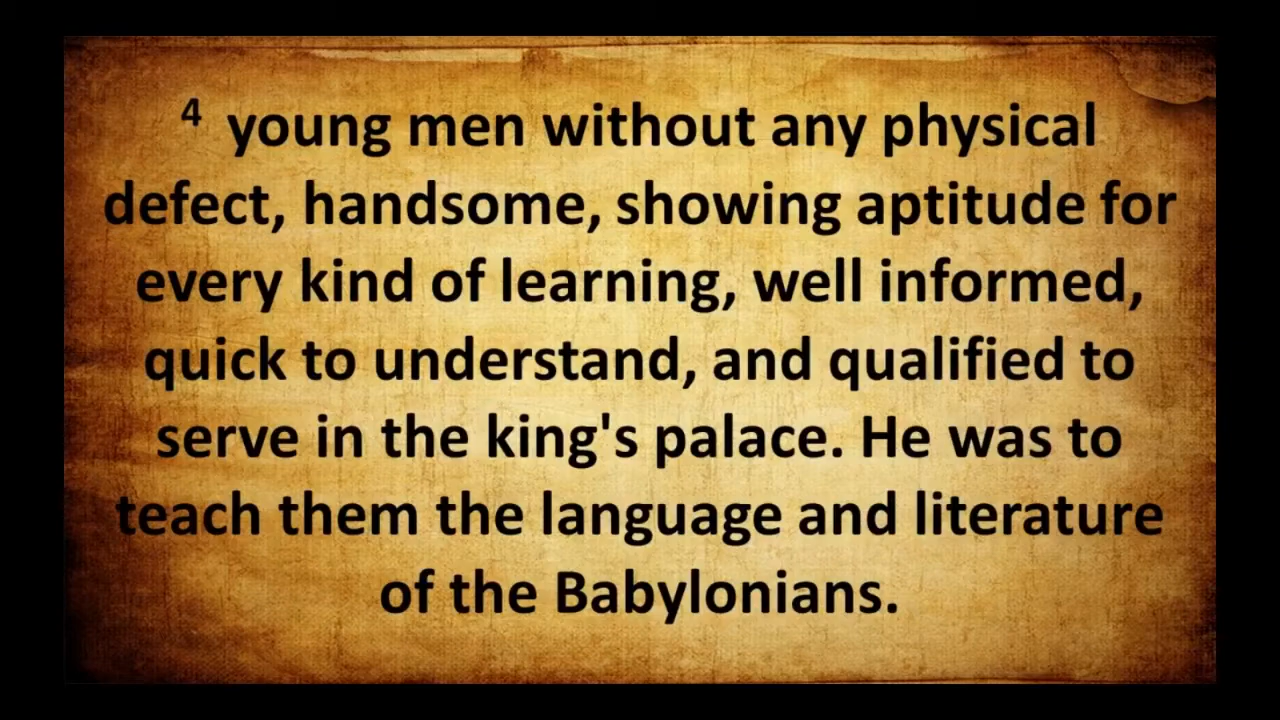 4 young men without any physical
defect, handsome, showing aptitude for
every kind of learning, well informed,
quick to understand, and qualified to
serve in the king's palace. He was to
teach them the language and literature
of the Babylonians.